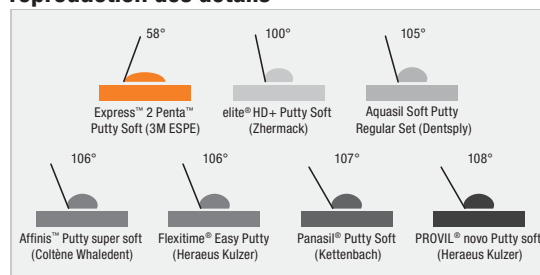 reproduction des détails
58°
100°
105°
Express™ 2 Penta™
Putty Soft (3M ESPE)
elite® HD+ Putty Soft
(Zhermack)
Aquasil Soft Putty
Regular Set (Dentsply)
106°
106°
107°
108°
Affinis™ Putty super soft
(Coltène Whaledent)
Flexitime® Easy Putty
(Heraeus Kulzer)
Panasil® Putty Soft
(Kettenbach)
PROVIL® novo Putty soft
(Heraeus Kulzer)